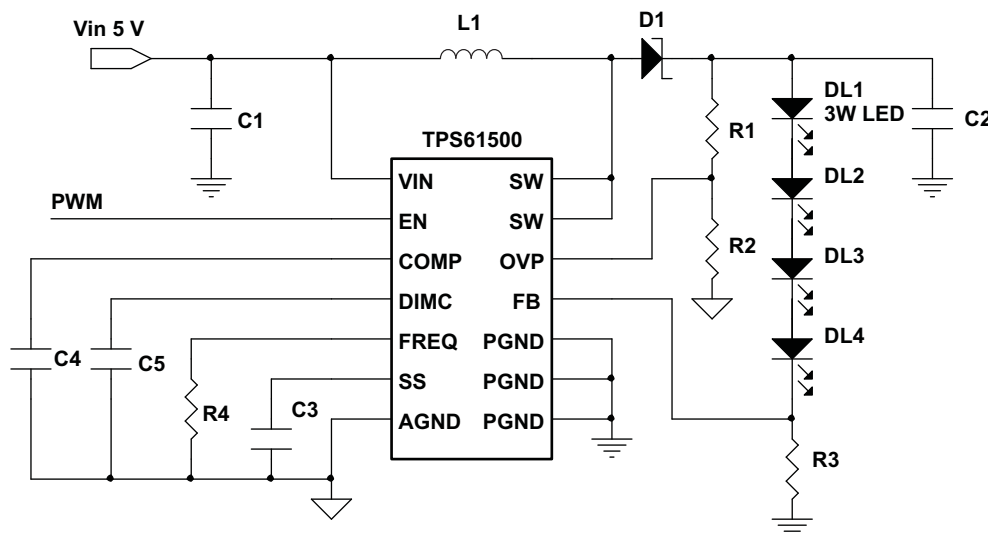 Vin 5 V
L1
D1
C1
R1
DL1
3W LED
C2
TPS61500
VIN
SW
DL2
PWM
EN
SW
R2
COMP
OVP
DL3
DIMC
FB
C4
C5
FREQ
PGND
DL4
R4
SS
PGND
C3
AGND
PGND
R3